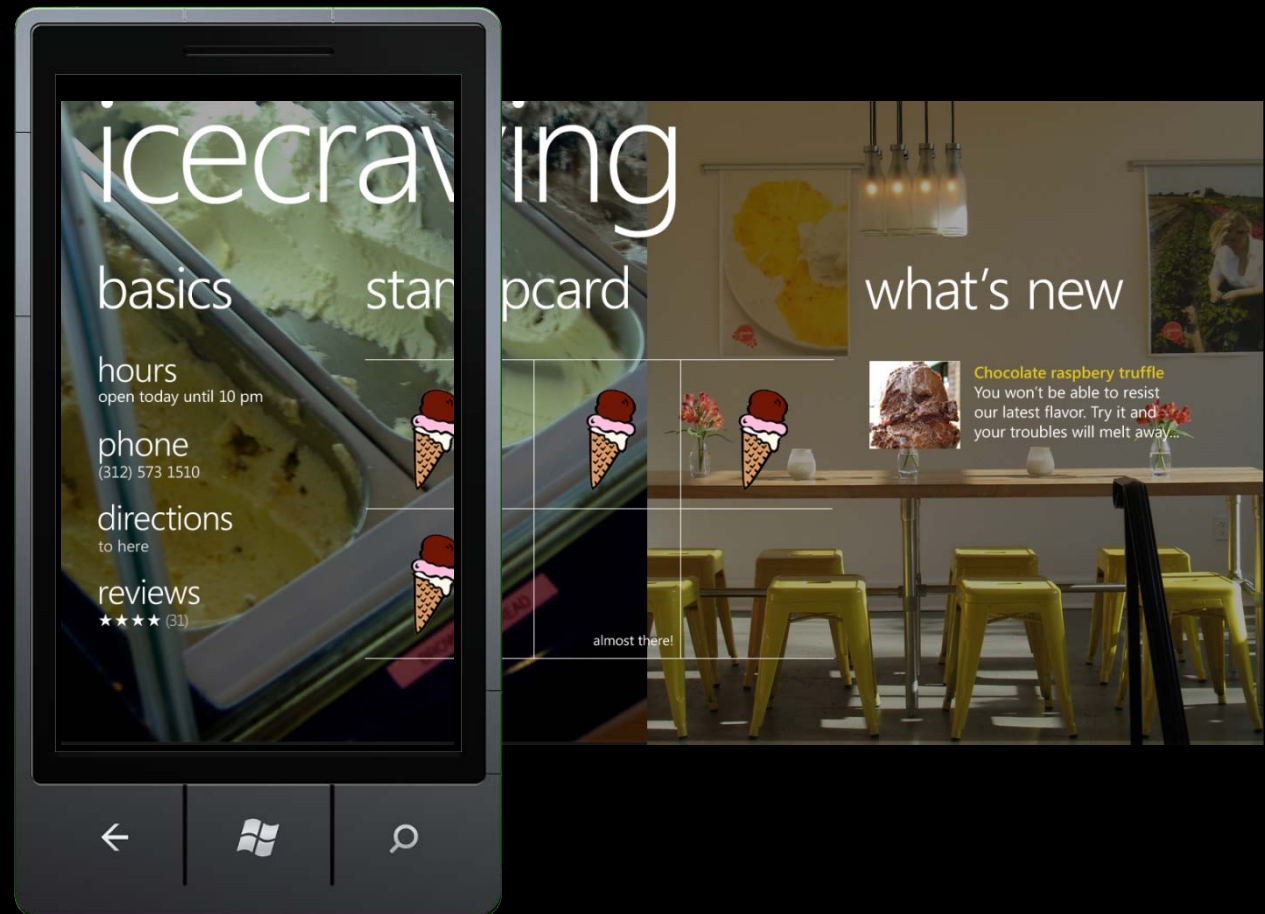 icecraving
basics
stampcard
what's new
hours
open today until 10 pm
phone
(312) 573 1510
directions
to here
reviews
★★★★ (31)
almost there!
Chocolate raspbery truffle
You won't be able to resist
our latest flavor. Try it and
your troubles will melt away...